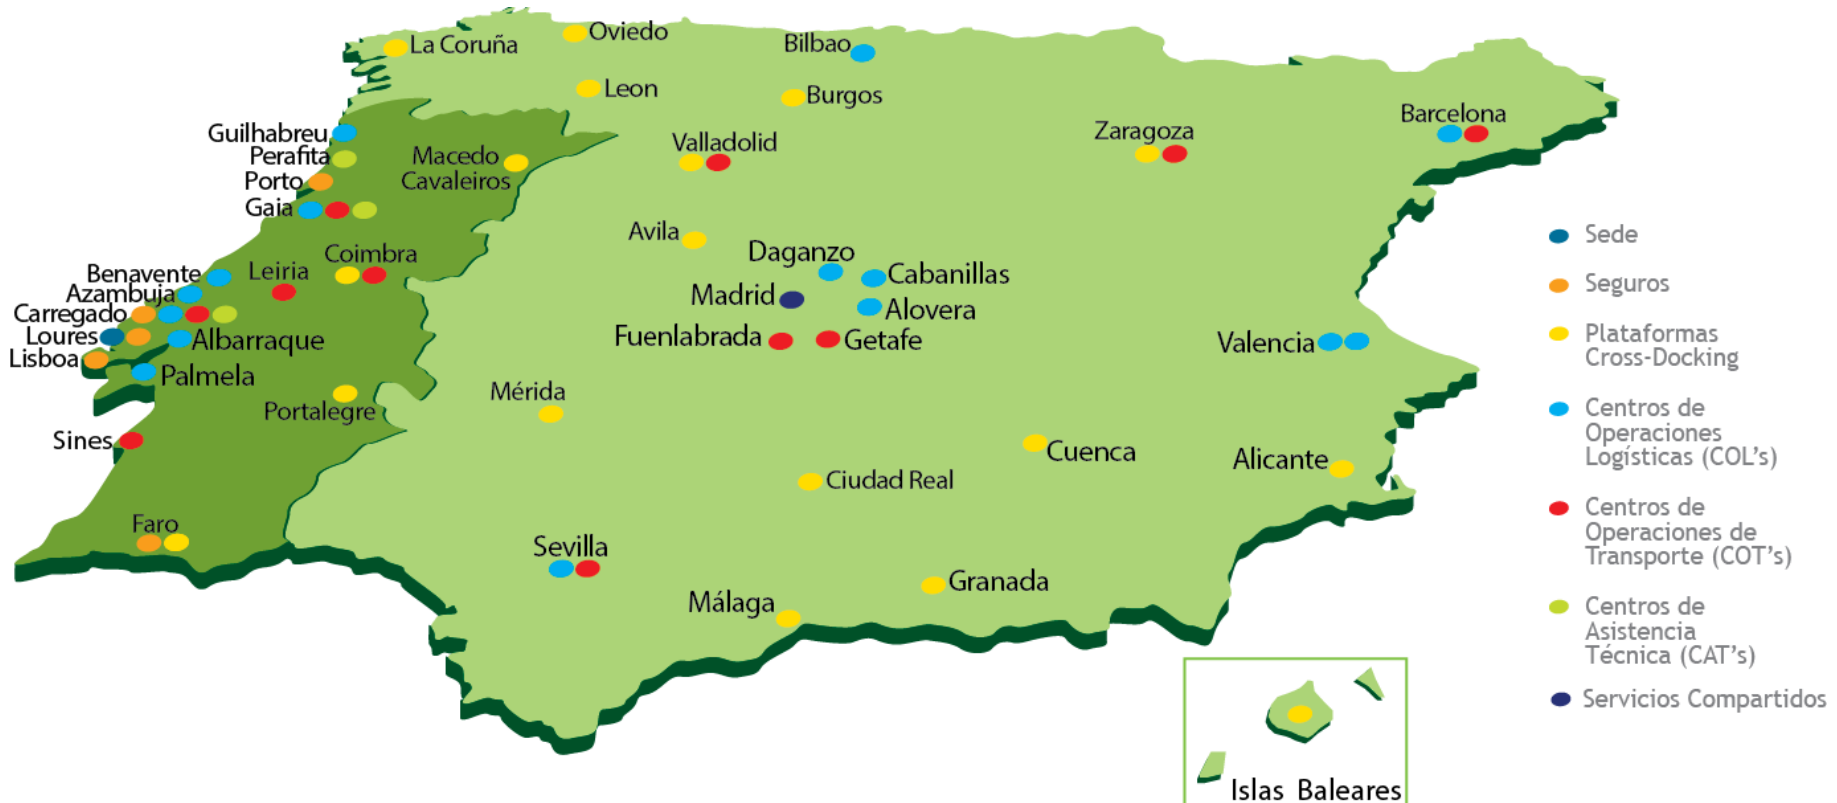 La Coruña
Oviedo
Bilbao
Leon
Burgos
Barcelona
Guilhabreu
Zaragoza
Valladolid
Perafita
Macedo
Cavaleiros
Porto
Gaia
Avila
Sede
Coimbra
Daganzo
Benavente
Leiria
Cabanillas
Seguros
Azambuja
Madrid
Carregado
Alovera
Loures
Albarraque
Fuenlabrada
Getafe
Valencia
Plataformas
Cross-Docking
Lisboa
Palmela
Mérida
Portalegre
Centros de
Operaciones
Logísticas (COL's)
Sines
Cuenca
Alicante
Ciudad Real
Centros de
Operaciones de
Transporte (COT's)
Faro
Sevilla
Granada
Málaga
Centros de
Asistencia
Técnica (CAT's)
Servicios Compartidos
Islas Baleares